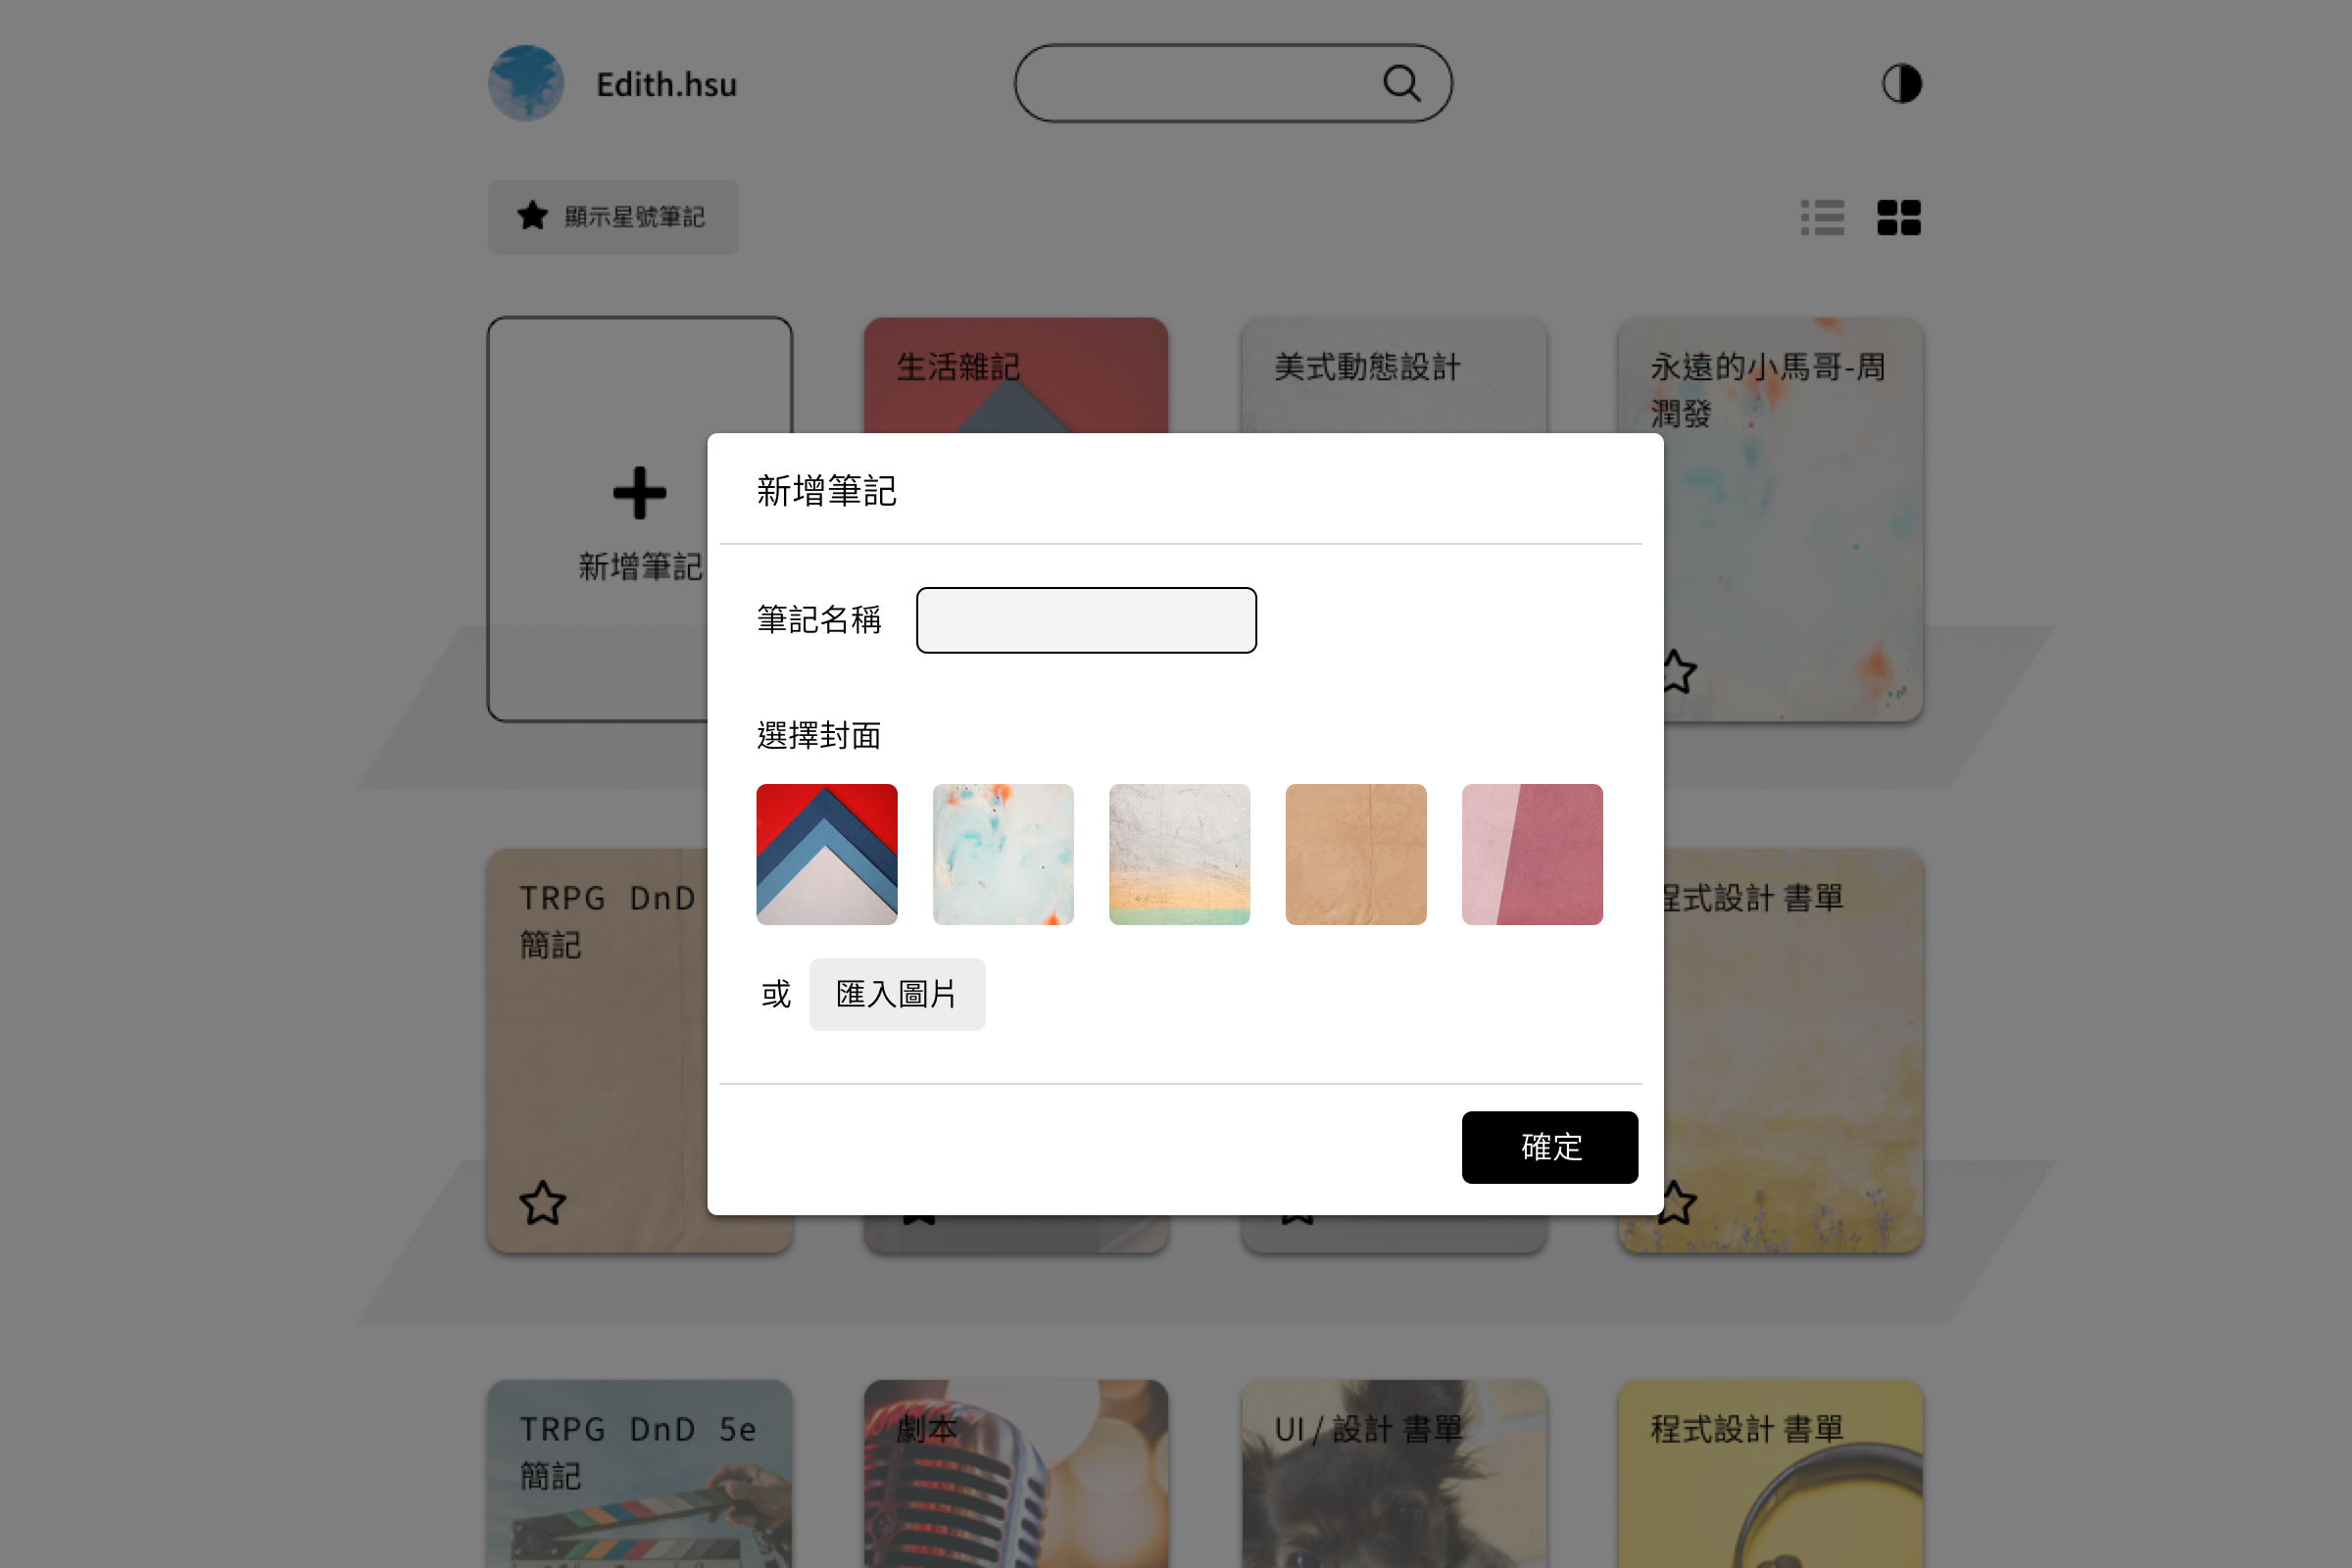 Edith.hsu
顯示星號筆記
生活雜記
美式動態設計
永遠的小馬哥-周
潤發
新增筆記
新增筆記
筆記名稱
選擇封面
TRPG DnD
簡記
程式設計 書單
或 匯入圖片
確定
TRPG DnD 5e
簡記
劇本
UI / 設計 書單
程式設計 書單